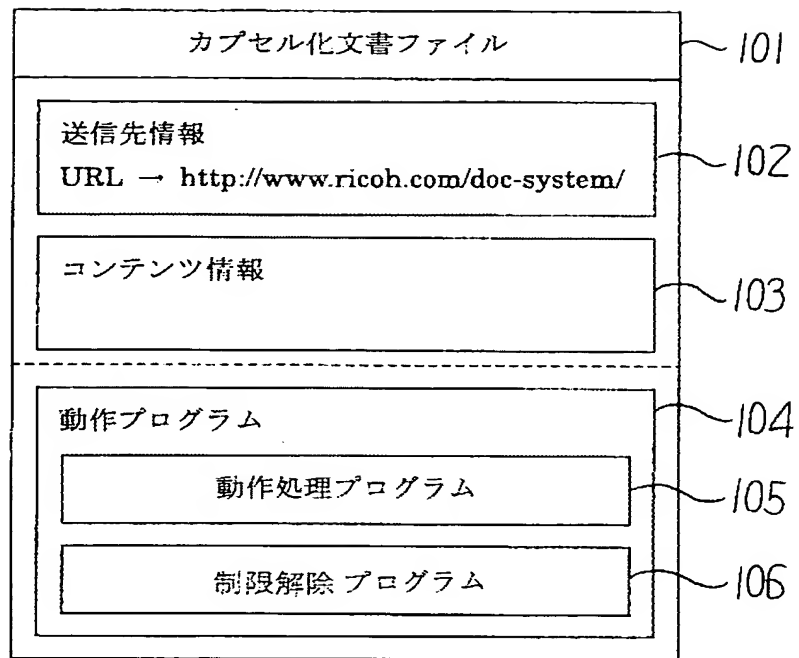 カプセル化文書ファイル
101
送信先情報
URL → http://www.ricoh.com/doc-system/
102
コンテンツ情報
103
動作プログラム
104
動作処理プログラム
105
制限解除 プログラム
106